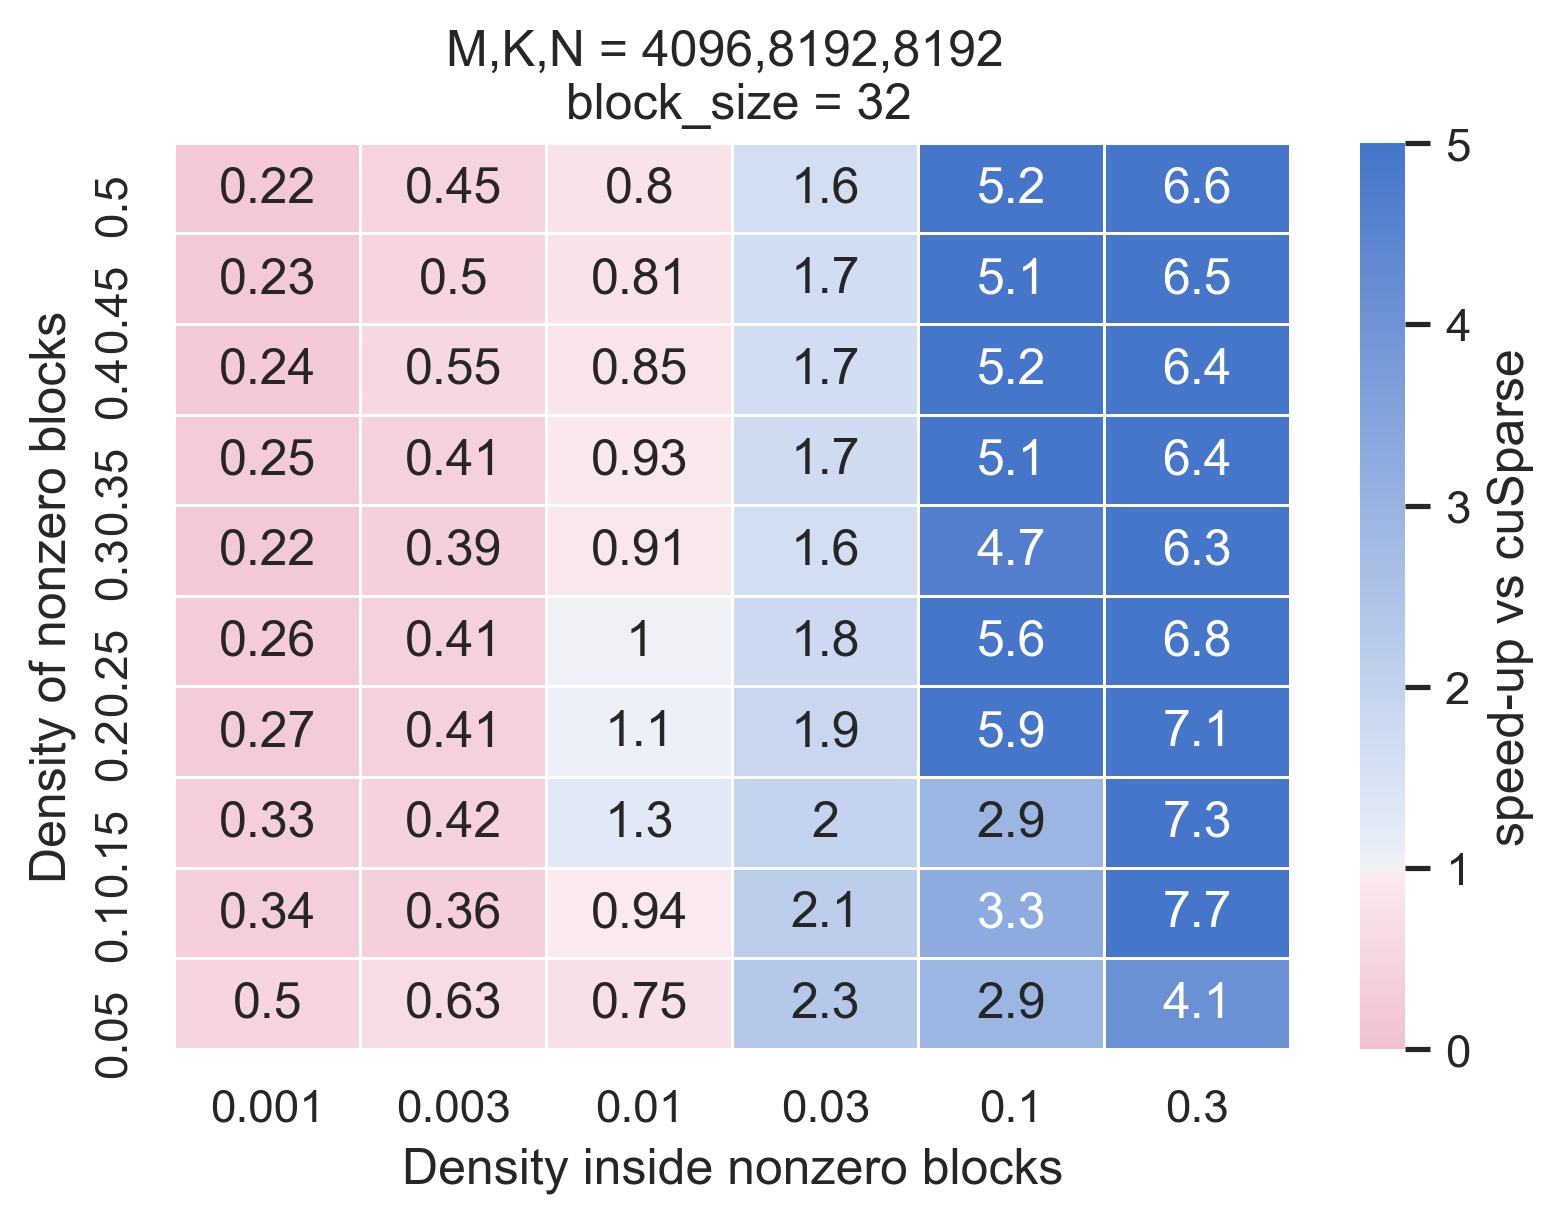 M,K,N = 4096,8192,8192
block_size = 32
Density of nonzero blocks
0.5 0.22 0.45 0.8 1.6 5.2 6.6
0.45 0.23 0.5 0.81 1.7 5.1 6.5
0.4 0.24 0.55 0.85 1.7 5.2 6.4
0.35 0.25 0.41 0.93 1.7 5.1 6.4
0.3 0.22 0.39 0.91 1.6 4.7 6.3
0.25 0.26 0.41 1 1.8 5.6 6.8
0.2 0.27 0.41 1.1 1.9 5.9 7.1
0.15 0.33 0.42 1.3 2 2.9 7.3
0.1 0.34 0.36 0.94 2.1 3.3 7.7
0.05 0.5 0.63 0.75 2.3 2.9 4.1
0.001 0.003 0.01 0.03 0.1 0.3
Density inside nonzero blocks
5
4
3
2
1
0
speed-up vs cuSparse